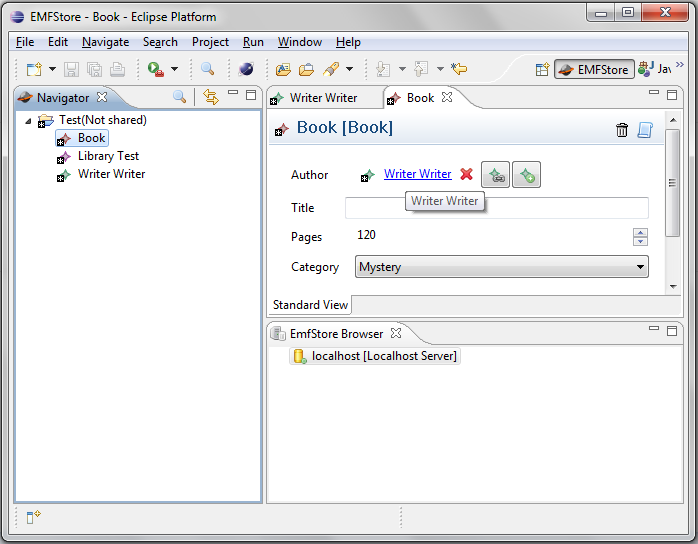 EMFStore - Book - Eclipse Platform
File Edit Navigate Search Project Run Window Help
EMFStore
Navigator
Test(Not shared)
Book
Library Test
Writer Writer
Writer Writer Book
Book [Book]
Author Writer Writer
Writer Writer
Title
Pages 120
Category Mystery
Standard View
EmfStore Browser
localhost [Localhost Server]